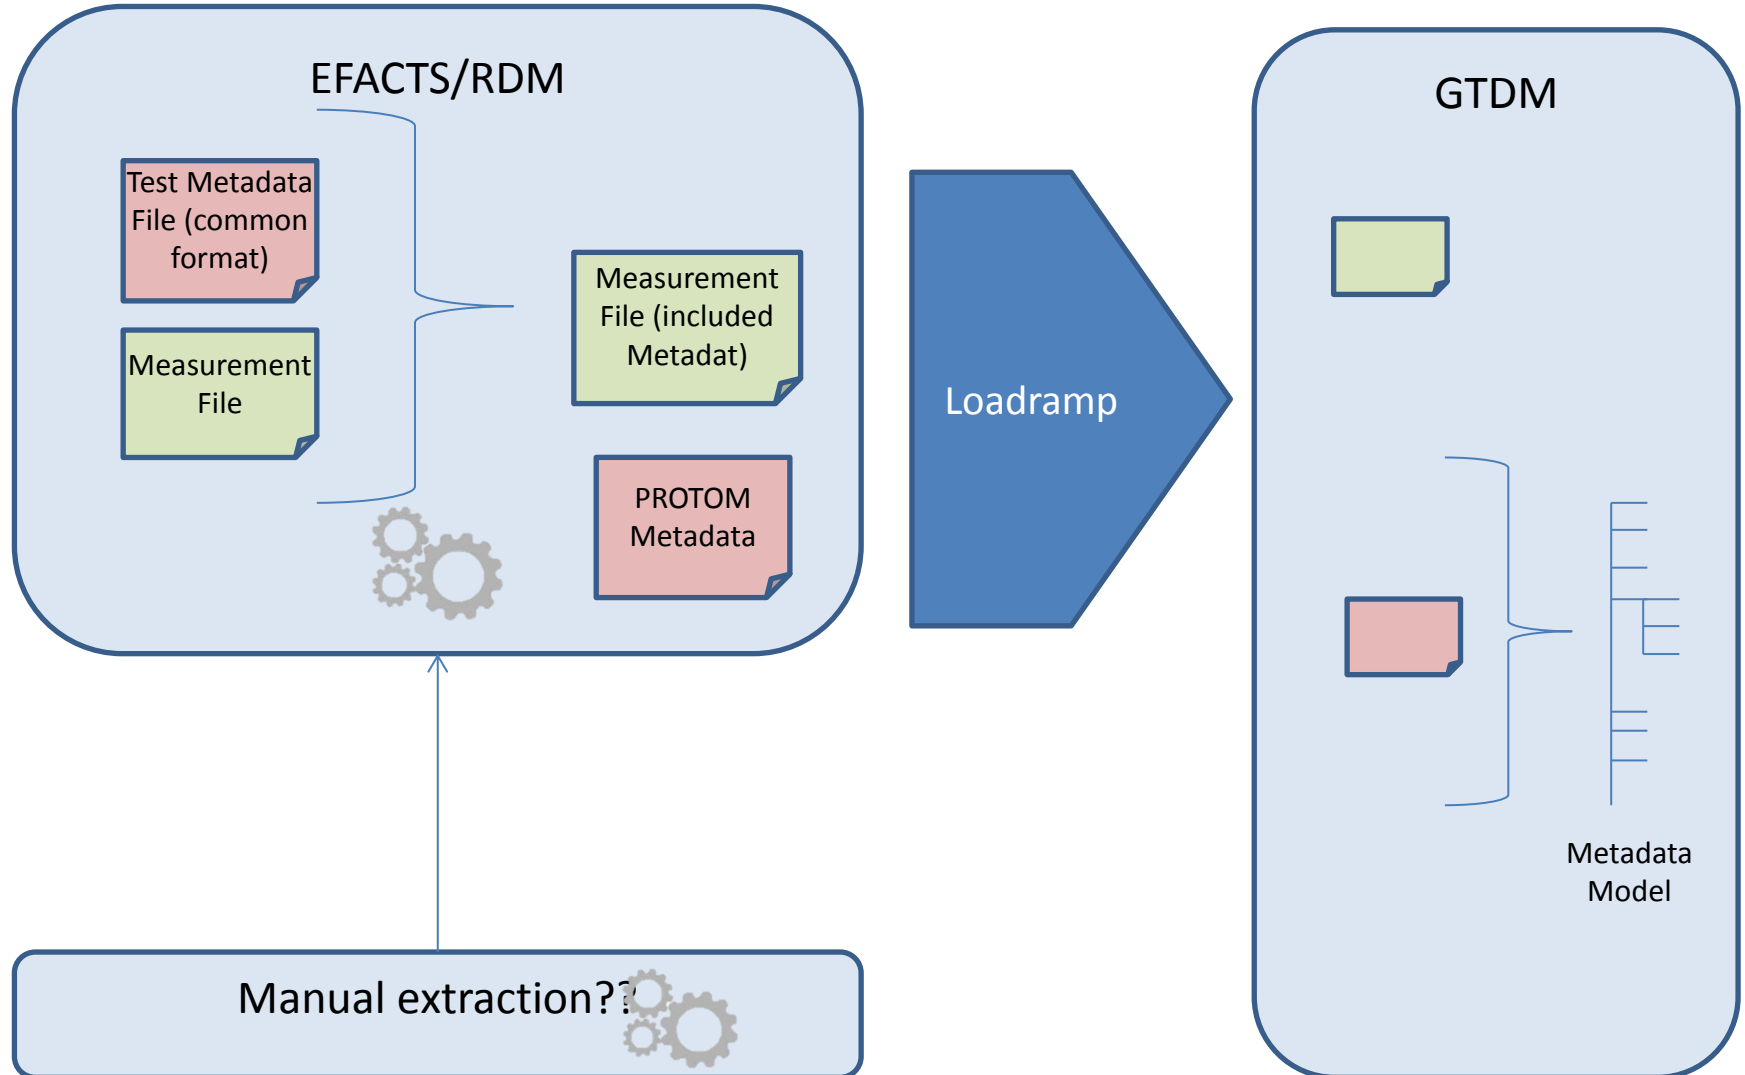 EFACTS/RDM
Test Metadata
File (common
format)
Measurement
File
Measurement
File (included
Metadat)
PROTOM
Metadata
Loadramp
GTDM
Metadata
Model
Manual extraction??